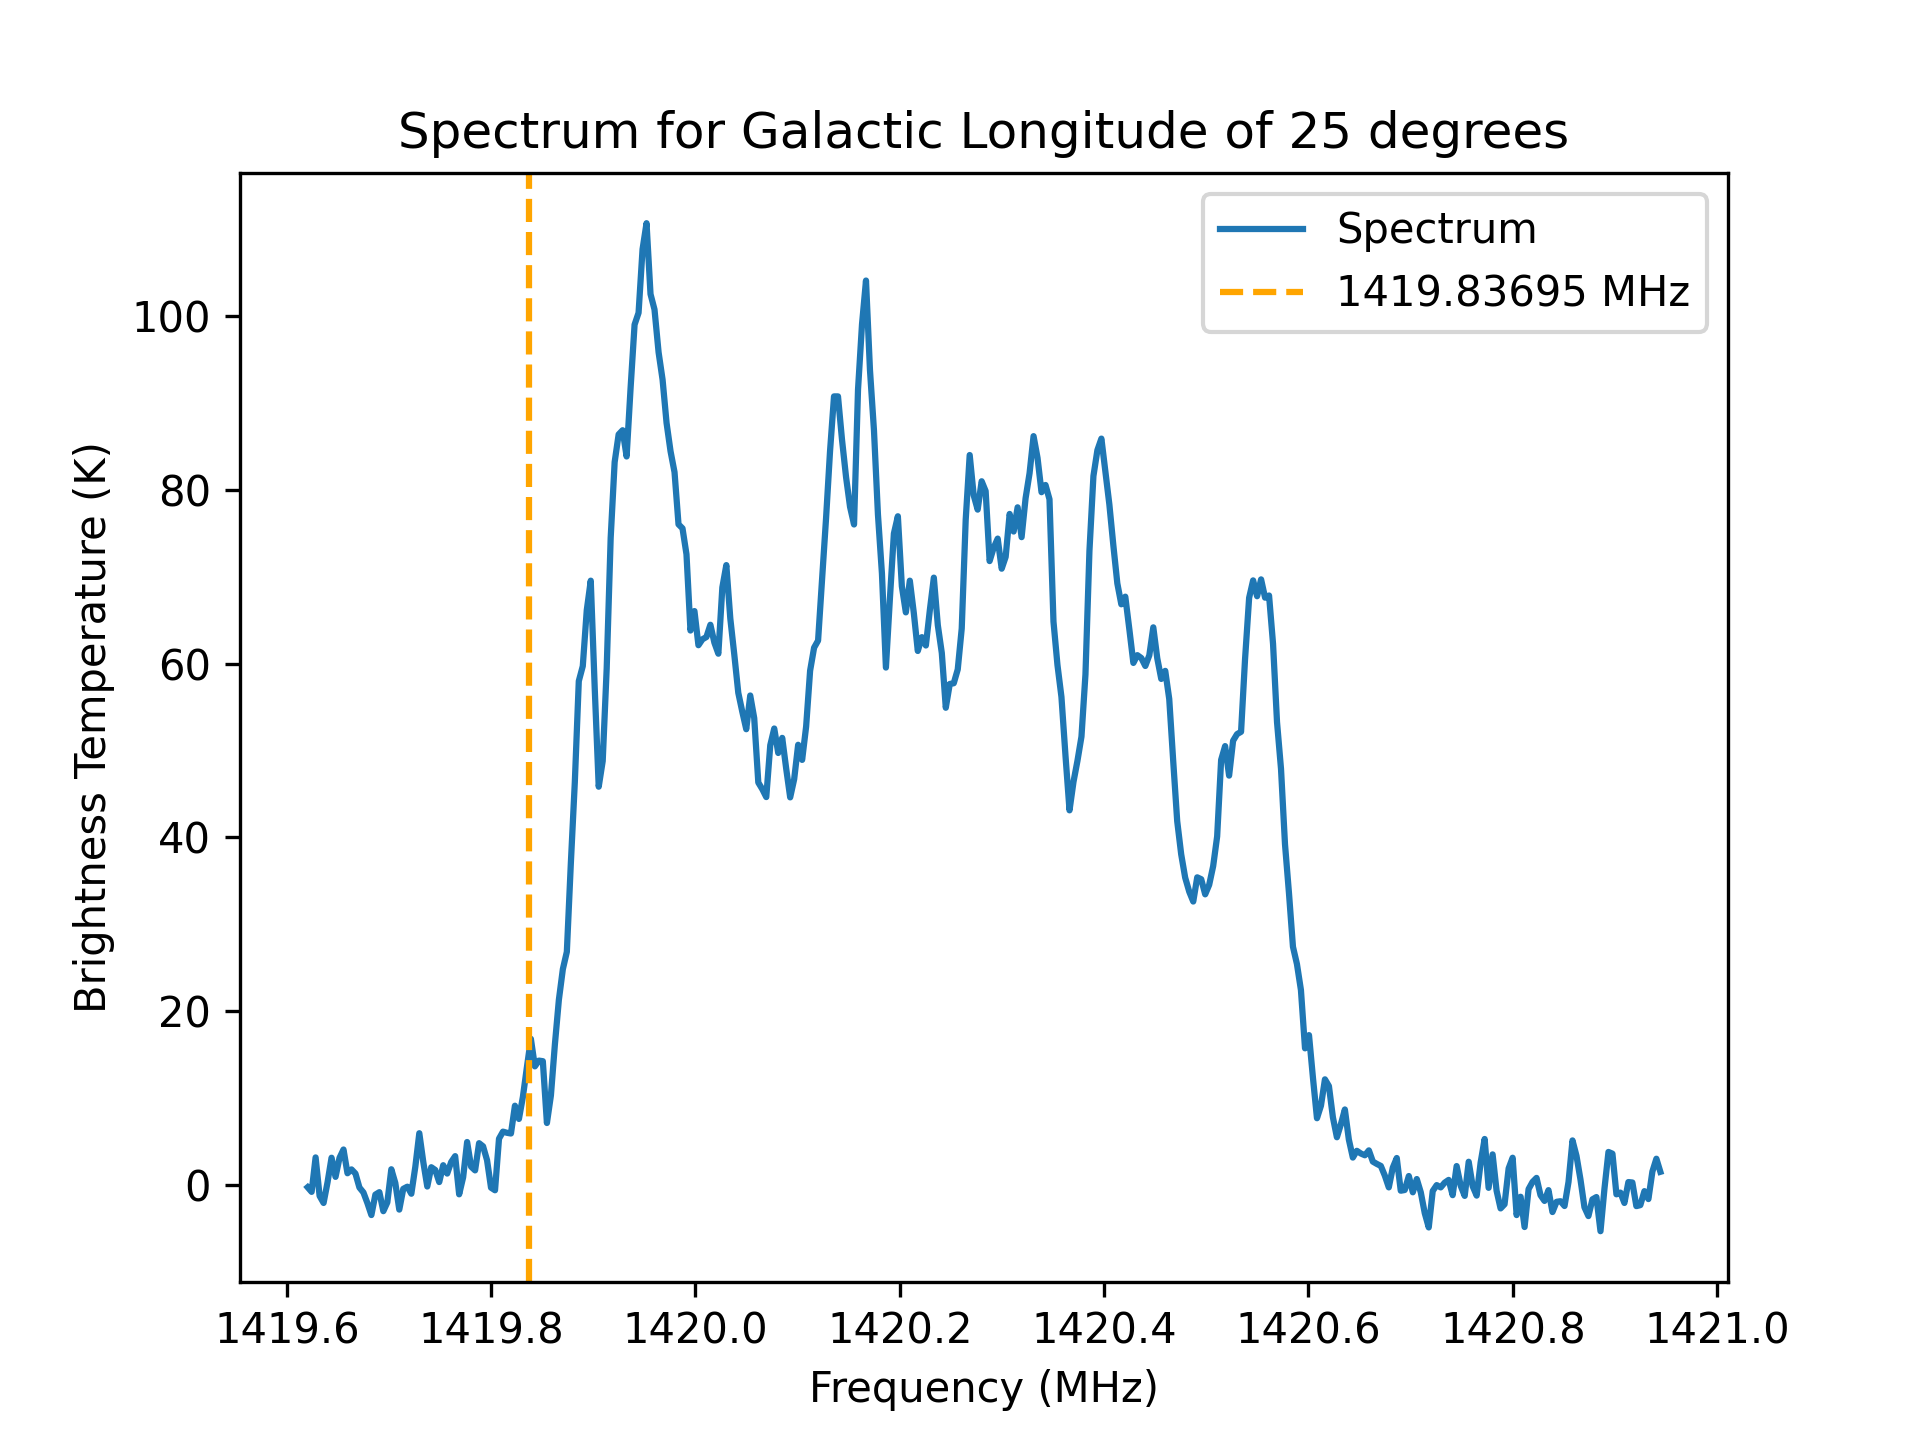 Spectrum for Galactic Longitude of 25 degrees
Spectrum
1419.83695 MHz
Brightness Temperature (K)
100
80
60
40
20
0
1419.6 1419.8 1420.0 1420.2 1420.4 1420.6 1420.8 1421.0
Frequency (MHz)